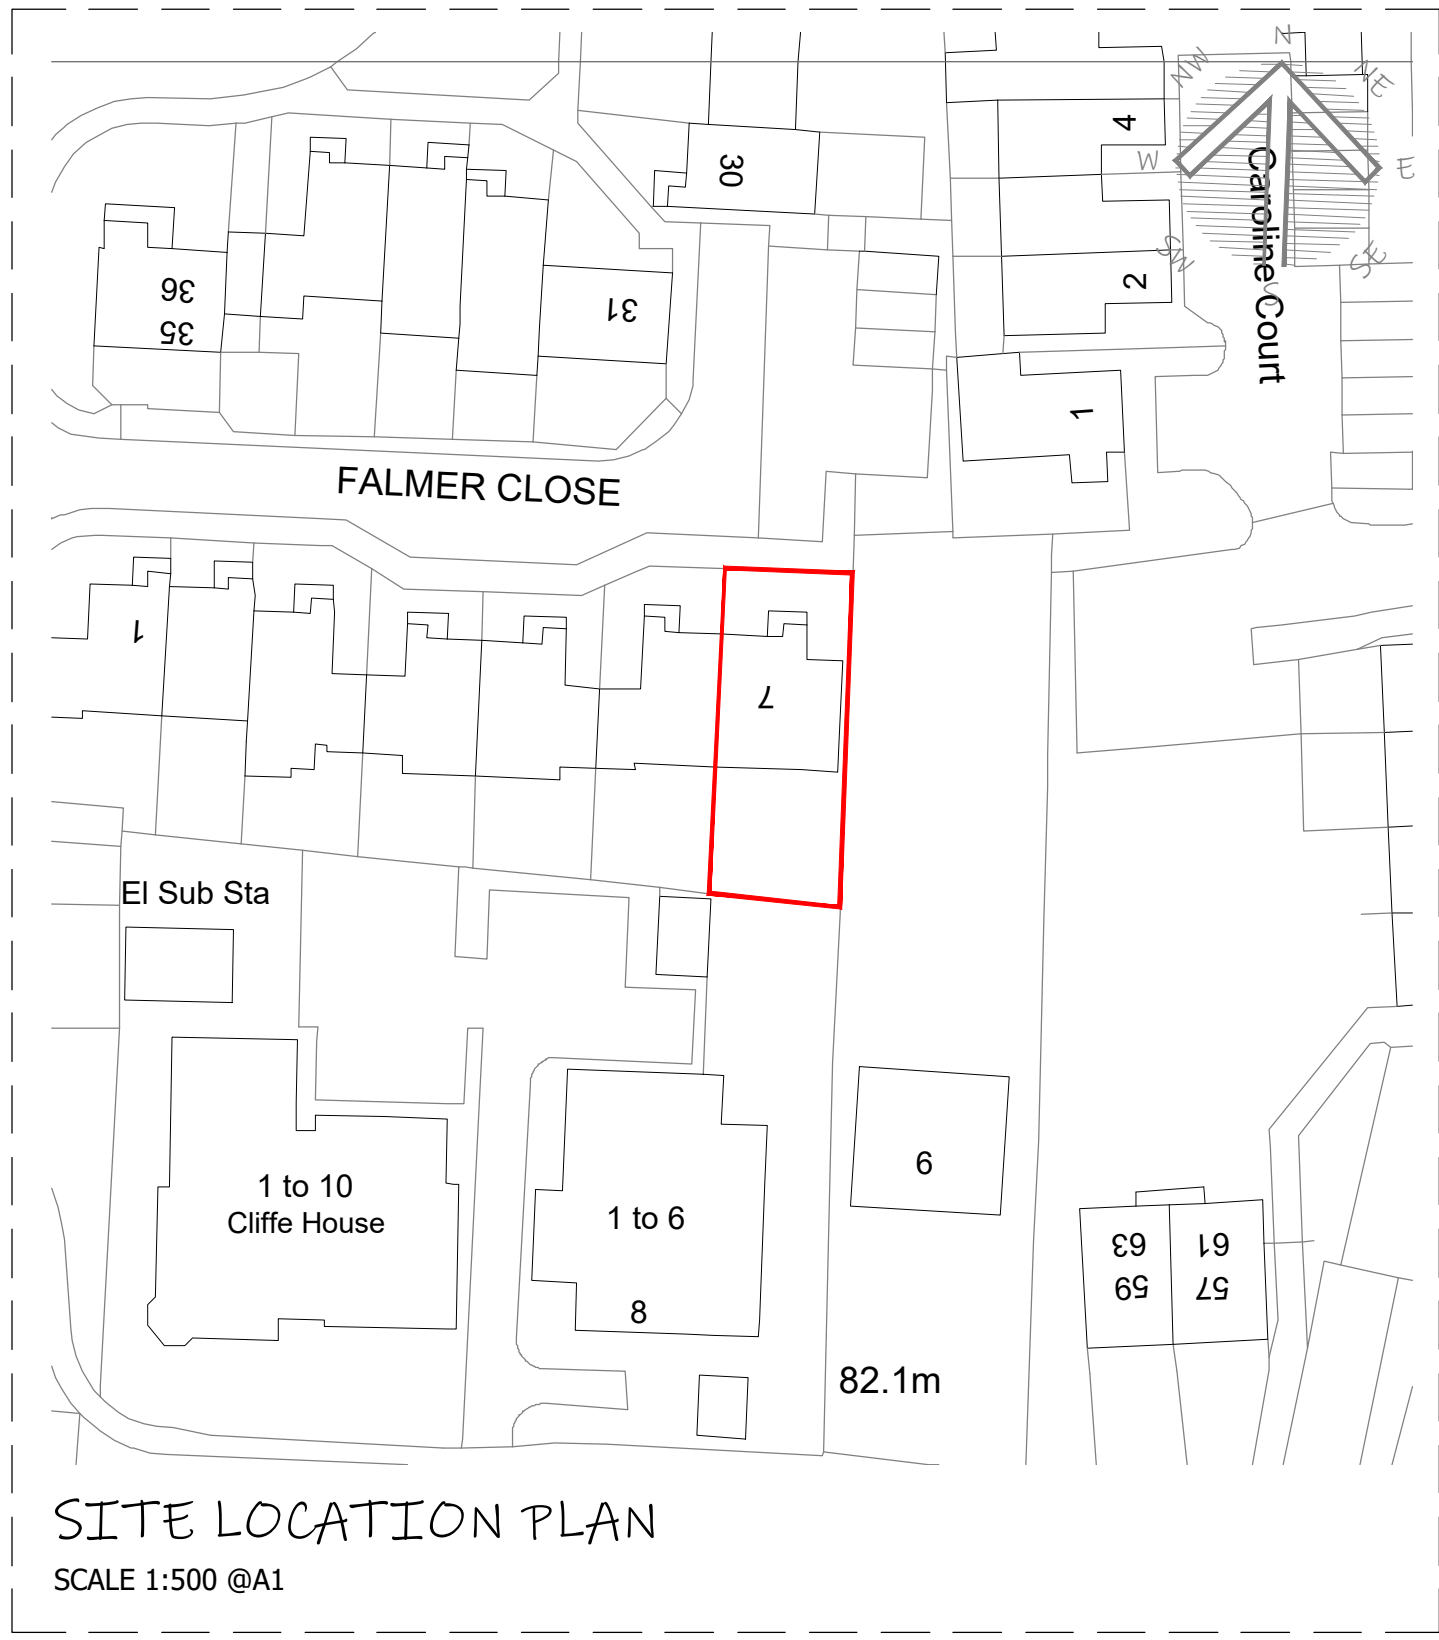 N
NW
NE
W
E
SW
SE
S
4
30
Caroline Court
2
36
35
31
1
FALMER CLOSE
1
7
El Sub Sta
6
1 to 10
Cliffe House
1 to 6
8
63
59
61
57
82.1m
SITE LOCATION PLAN
SCALE 1:500 @A1